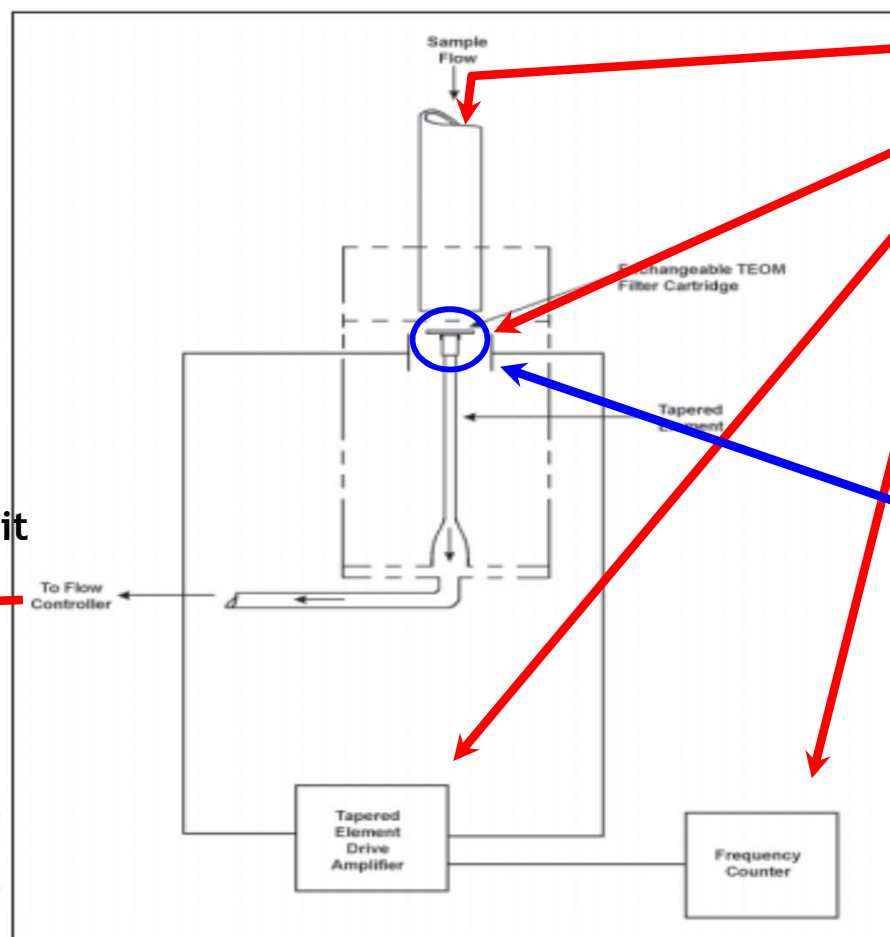 Sample
Flow
Exchangeable TEOM
Filter Cartridge
Tapered
Element
it
To Flow
Controller
Tapered
Element
Drive
Amplifier
Frequency
Counter